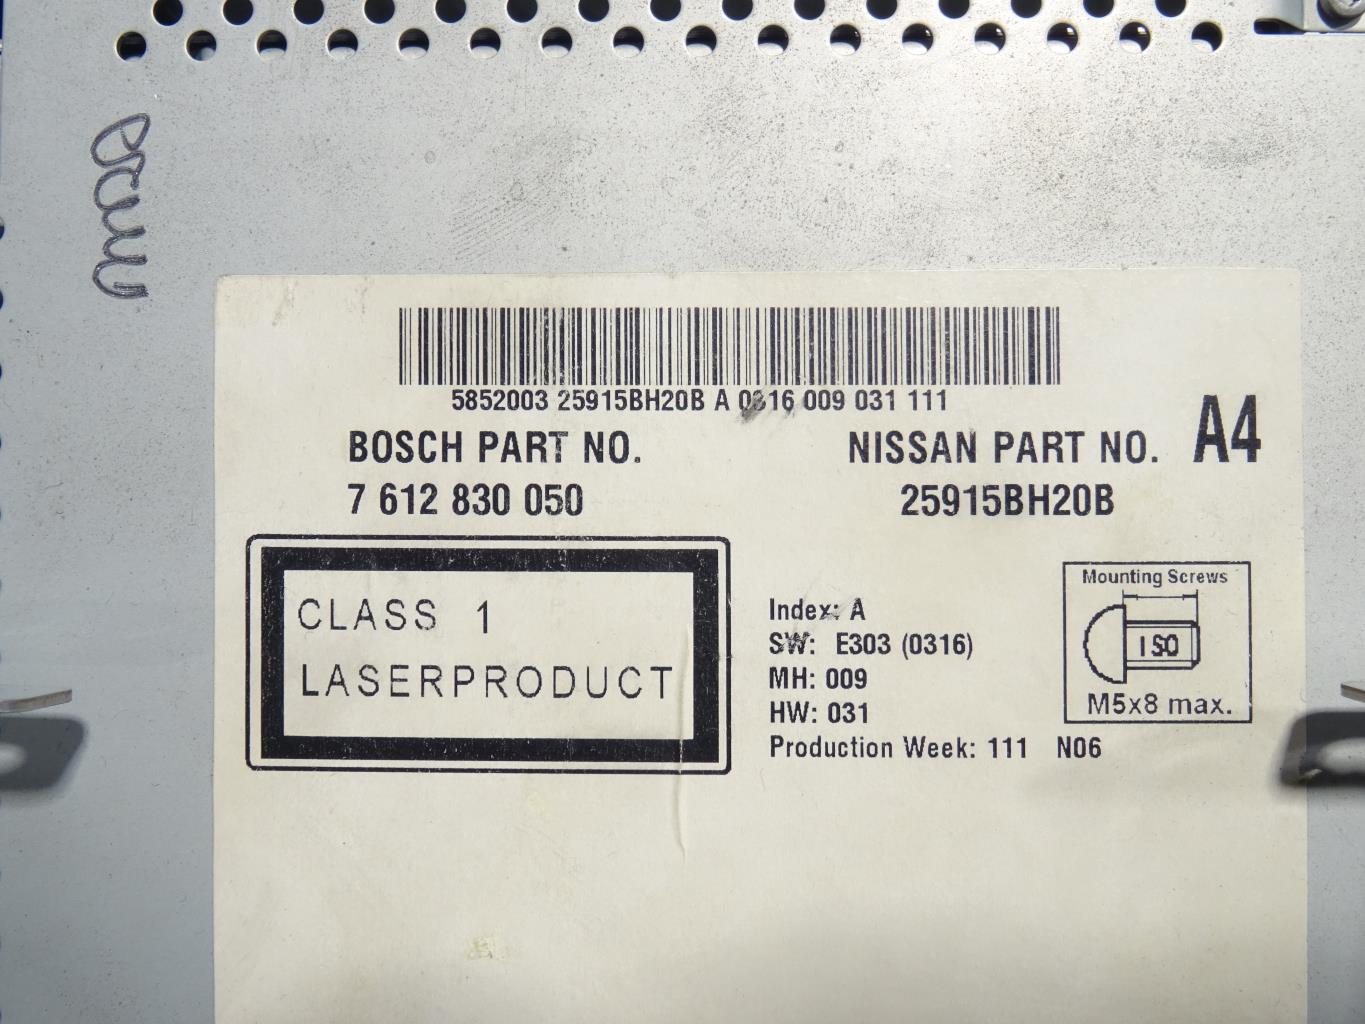 5852003 25915BH20B A 0316 009 031 111
BOSCH PART NO.
7 612 830 050
NISSAN PART NO.
25915BH20B
A4
CLASS 1
LASERPRODUCT
Index: A
SW: E303 (0316)
MH: 009
HW: 031
Production Week: 111 N06
Mounting Screws
ISO
M5x8 max.